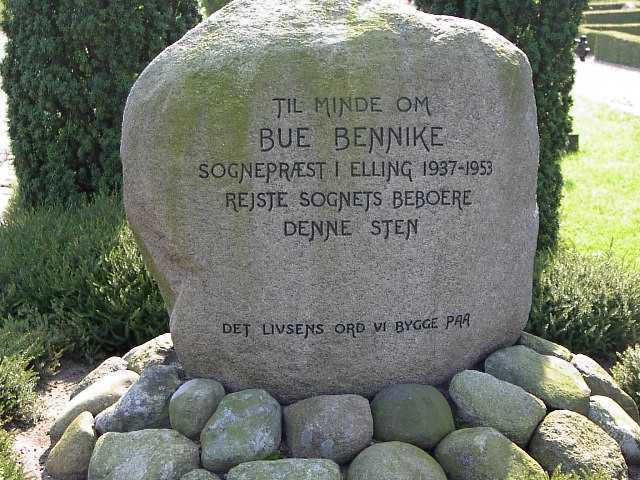 TIL MINDE OM
BUE BENNIKE
SOGNEPRÆST I ELLING 1937-1953
REJSTE SOGNETS BEBOERE
DENNE STEN
DET LIVSENS ORD VI BYGGE PAA